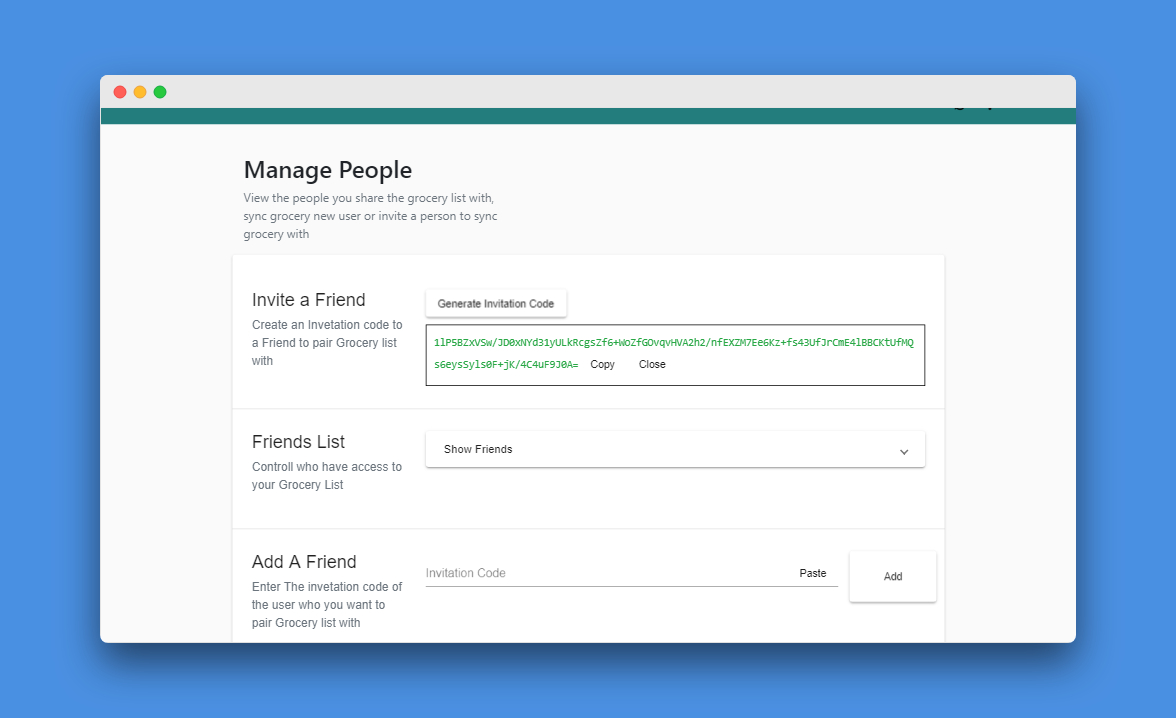 Manage People
View the people you share the grocery list with,
sync grocery new user or invite a person to sync
grocery with
Invite a Friend
Create an Invetation code to
a Friend to pair Grocery list
with
Generate Invitation Code
1lP5BZxVSw/JD0xNYd31yULkRcgsZf6+WoZfGOvqvHVA2h2/nfEXZM7Ee6Kz+fs43UfJrCmE4lBBCKtUfMQ
s6eysSyls0F+jK/4C4uF9J0A= Copy Close
Friends List
Controll who have access to
your Grocery List
Show Friends
Add A Friend
Enter The invetation code of
the user who you want to
pair Grocery list with
Invitation Code Paste
Add